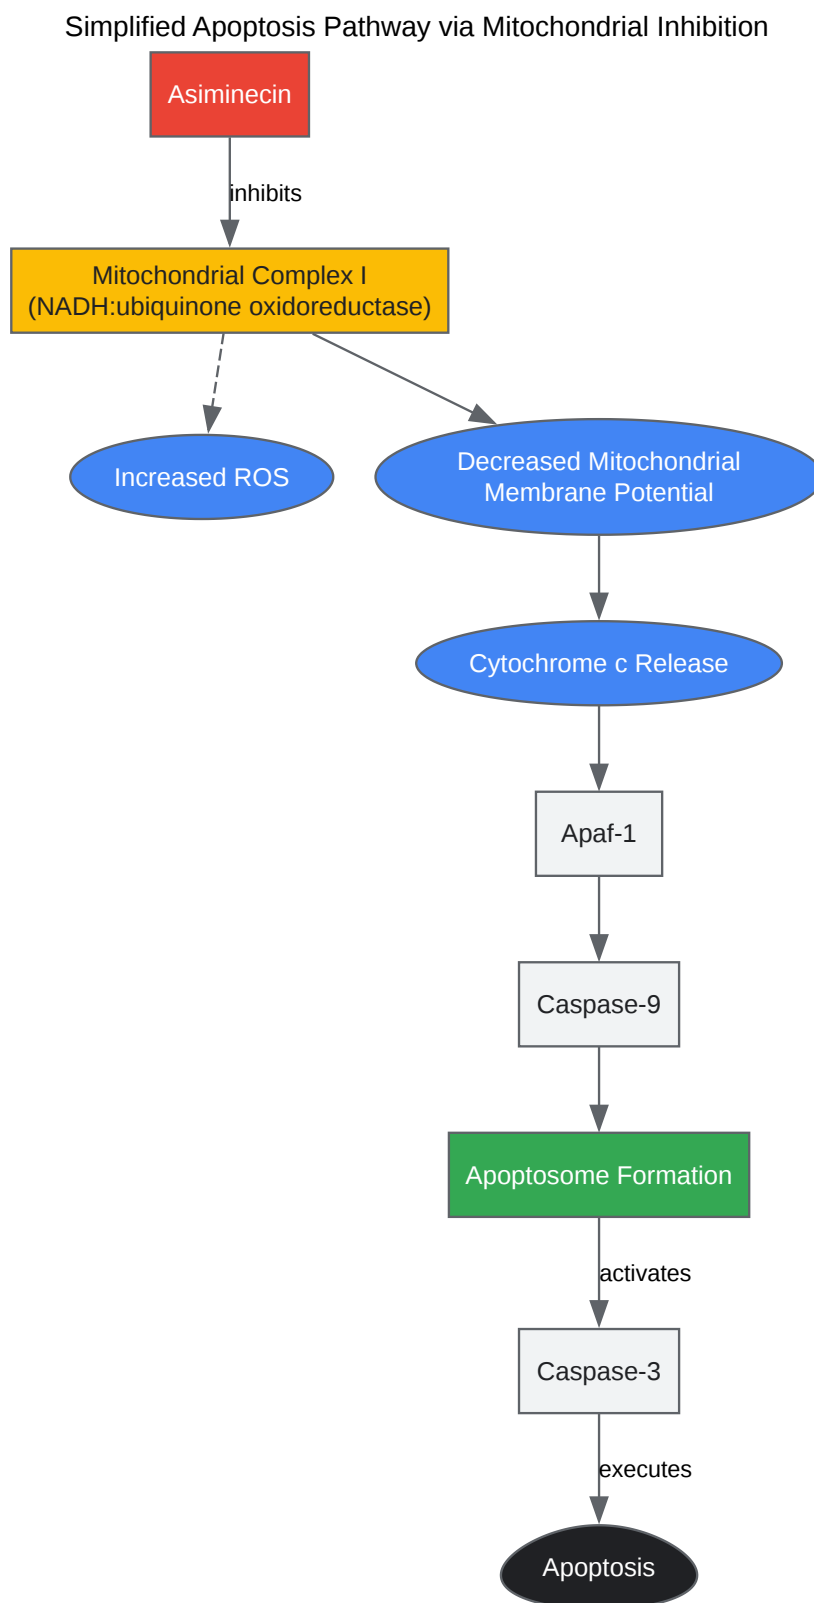 Simplified Apoptosis Pathway via Mitochondrial Inhibition
Asiminecin
inhibits
Mitochondrial Complex I
(NADH:ubiquinone oxidoreductase)
Increased ROS
Decreased Mitochondrial
Membrane Potential
Cytochrome c Release
Apaf-1
Caspase-9
Apoptosome Formation
activates
Caspase-3
executes
Apoptosis